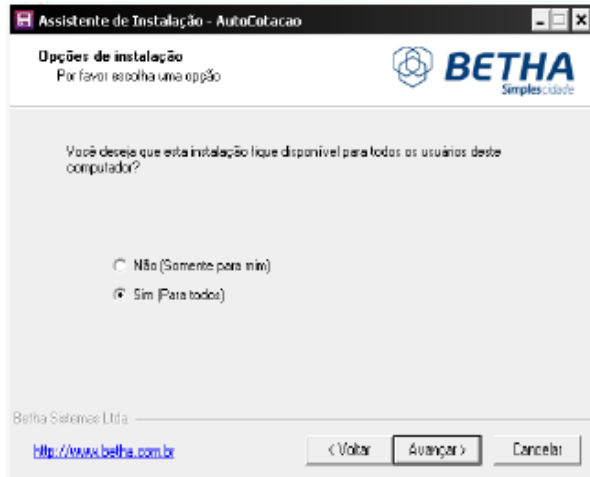 Assistente de Instalação - AutoCotacao
Opções de instalação
Por favor escolha uma opção
BETHA
Simplescidade
Você deseja que esta instalação fique disponível para todos os usuários deste
computador?
Não (Somente para mim)
Sim (Para todos)
Betha Sistemas Ltda
http://www.betha.com.br
< Voltar
Avançar >
Cancelar